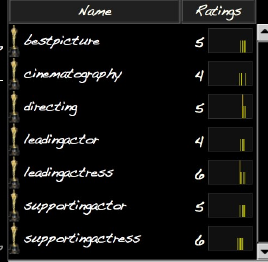 Name Ratings
bestpicture 5
cinematography 4
directing 5
leadingactor 4
leadingactress 6
supportingactor 5
supportingactress 6